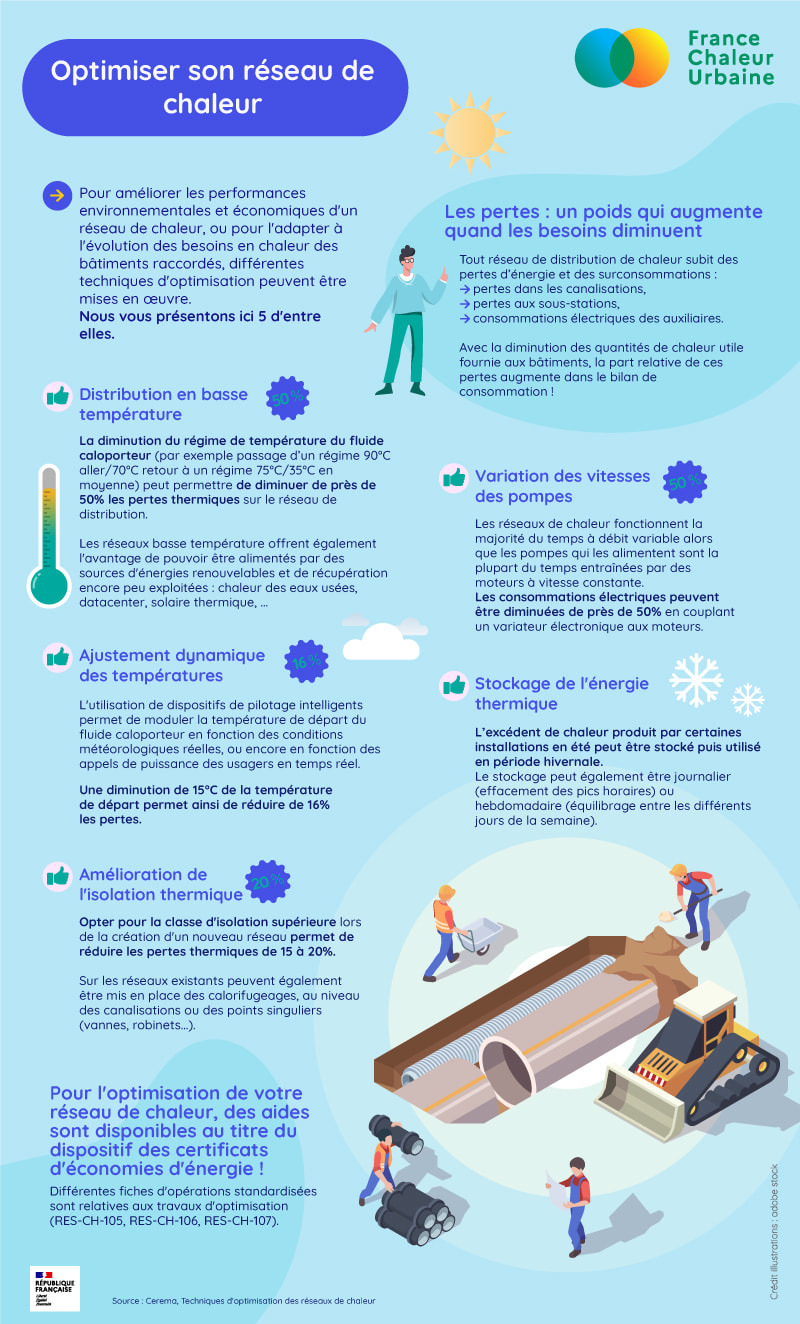 Optimiser son réseau de
chaleur
France
Chaleur
Urbaine
Pour améliorer les performances
environnementales et économiques d'un
réseau de chaleur, ou pour l'adapter à
l'évolution des besoins en chaleur des
bâtiments raccordés, différentes
techniques d'optimisation peuvent être
mises en œuvre.
Nous vous présentons ici 5 d'entre
elles.
Les pertes : un poids qui augmente
quand les besoins diminuent
Tout réseau de distribution de chaleur subit des
pertes d'énergie et des surconsommations :
→ pertes dans les canalisations,
→ pertes aux sous-stations,
→ consommations électriques des auxiliaires.
Avec la diminution des quantités de chaleur utile
fournie aux bâtiments, la part relative de ces
pertes augmente dans le bilan de
consommation !
Distribution en basse
température
50 %
La diminution du régime de température du fluide
caloporteur (par exemple passage d'un régime 90°C
aller/70°C retour à un régime 75°C/35°C en
moyenne) peut permettre de diminuer de près de
50% les pertes thermiques sur le réseau de
distribution.
Les réseaux basse température offrent également
l'avantage de pouvoir être alimentés par des
sources d'énergies renouvelables et de récupération
encore peu exploitées : chaleur des eaux usées,
datacenter, solaire thermique, ...
Variation des vitesses
des pompes
50 %
Les réseaux de chaleur fonctionnent la
majorité du temps à débit variable alors
que les pompes qui les alimentent sont la
plupart du temps entraînées par des
moteurs à vitesse constante.
Les consommations électriques peuvent
être diminuées de près de 50% en couplant
un variateur électronique aux moteurs.
Ajustement dynamique
des températures
16 %
L'utilisation de dispositifs de pilotage intelligents
permet de moduler la température de départ du
fluide caloporteur en fonction des conditions
météorologiques réelles, ou encore en fonction des
appels de puissance des usagers en temps réel.
Une diminution de 15°C de la température
de départ permet ainsi de réduire de 16%
les pertes.
Stockage de l'énergie
thermique
L'excédent de chaleur produit par certaines
installations en été peut être stocké puis utilisé
en période hivernale.
Le stockage peut également être journalier
(effacement des pics horaires) ou
hebdomadaire (équilibrage entre les différents
jours de la semaine).
Amélioration de
l'isolation thermique
20 %
Opter pour la classe d'isolation supérieure lors
de la création d'un nouveau réseau permet de
réduire les pertes thermiques de 15 à 20%.
Sur les réseaux existants peuvent également
être mis en place des calorifugeages, au niveau
des canalisations ou des points singuliers
(vannes, robinets...).
Pour l'optimisation de votre
réseau de chaleur, des aides
sont disponibles au titre du
dispositif des certificats
d'économies d'énergie !
Différentes fiches d'opérations standardisées
sont relatives aux travaux d'optimisation
(RES-CH-105, RES-CH-106, RES-CH-107).
RÉPUBLIQUE
FRANÇAISE
Liberté
Égalité
Fraternité
Source : Cerema, Techniques d'optimisation des réseaux de chaleur
Crédit illustrations : adobe stock